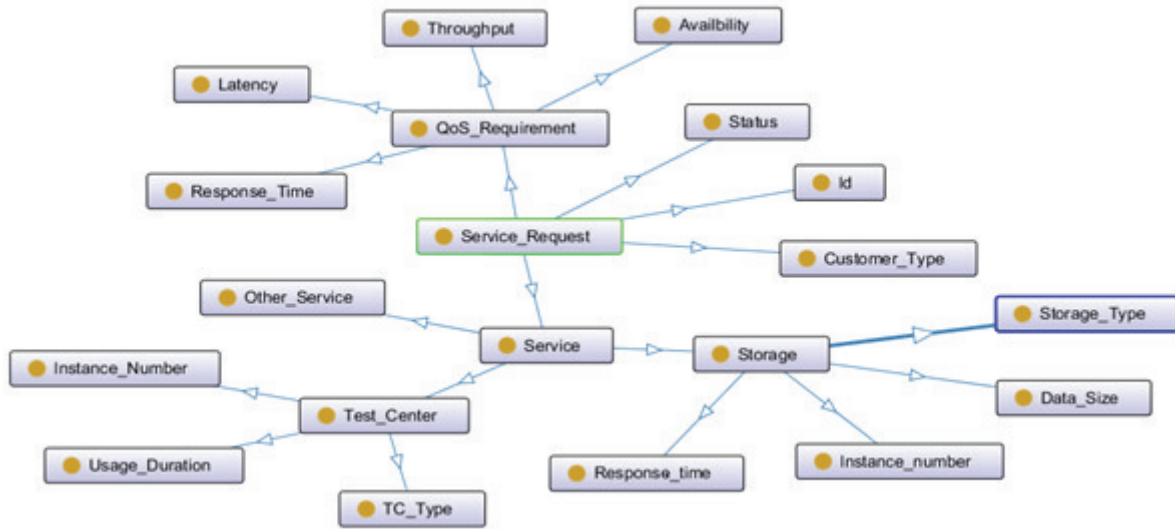 Throughput
Availbility
Latency
QoS_Requirement
Status
Response_Time
Id
Service_Request
Customer_Type
Other_Service
Storage_Type
Service
Storage
Instance_Number
Data_Size
Test_Center
Usage_Duration
Response_time
Instance_number
TC_Type